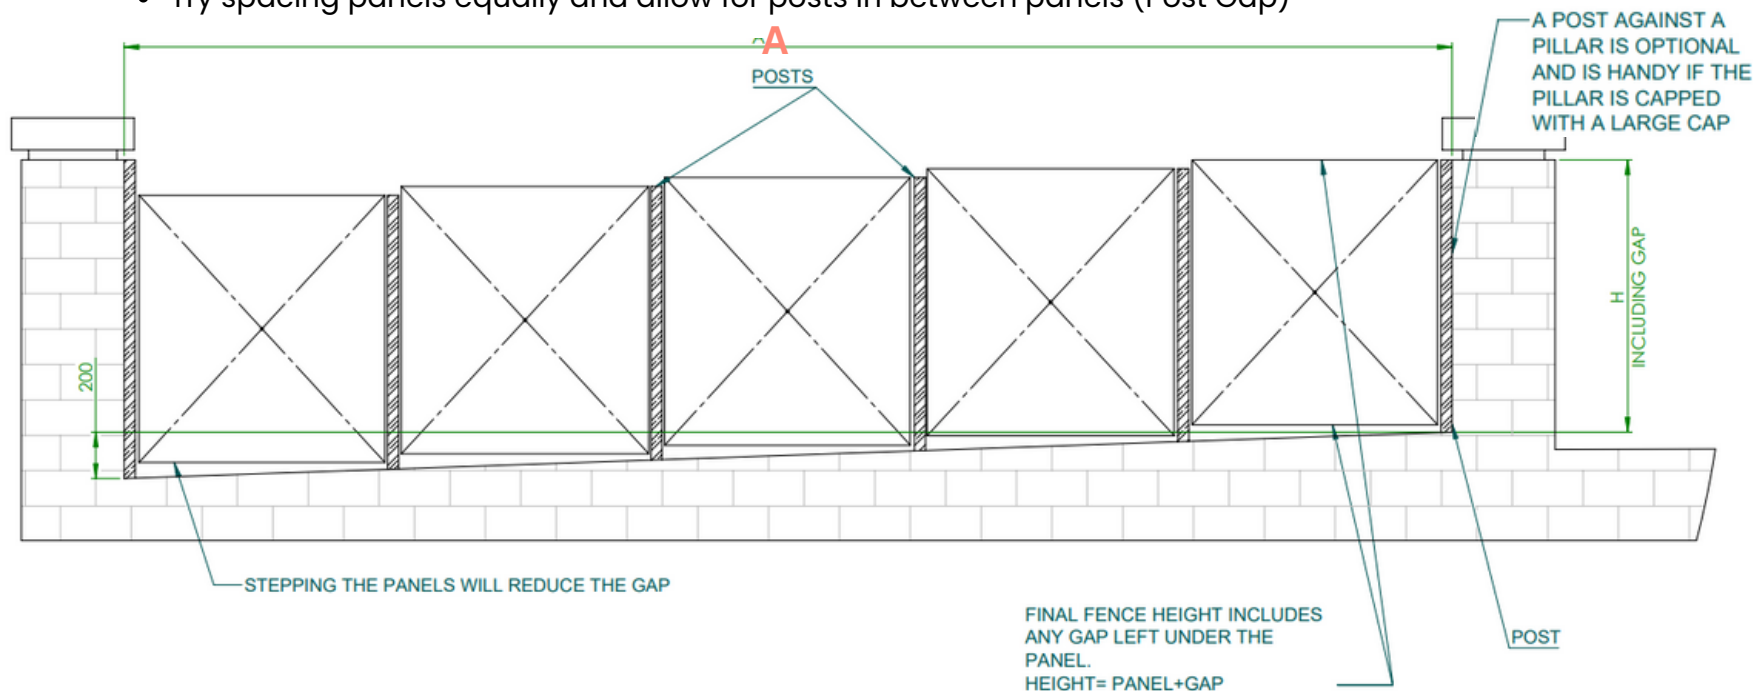 • Try spacing panels equally and allow for posts in between panels (Post Gap)
A
POSTS
A POST AGAINST A
PILLAR IS OPTIONAL
AND IS HANDY IF THE
PILLAR IS CAPPED
WITH A LARGE CAP
200
H
INCLUDING GAP
STEPPING THE PANELS WILL REDUCE THE GAP
FINAL FENCE HEIGHT INCLUDES
ANY GAP LEFT UNDER THE
PANEL.
HEIGHT= PANEL+GAP
POST